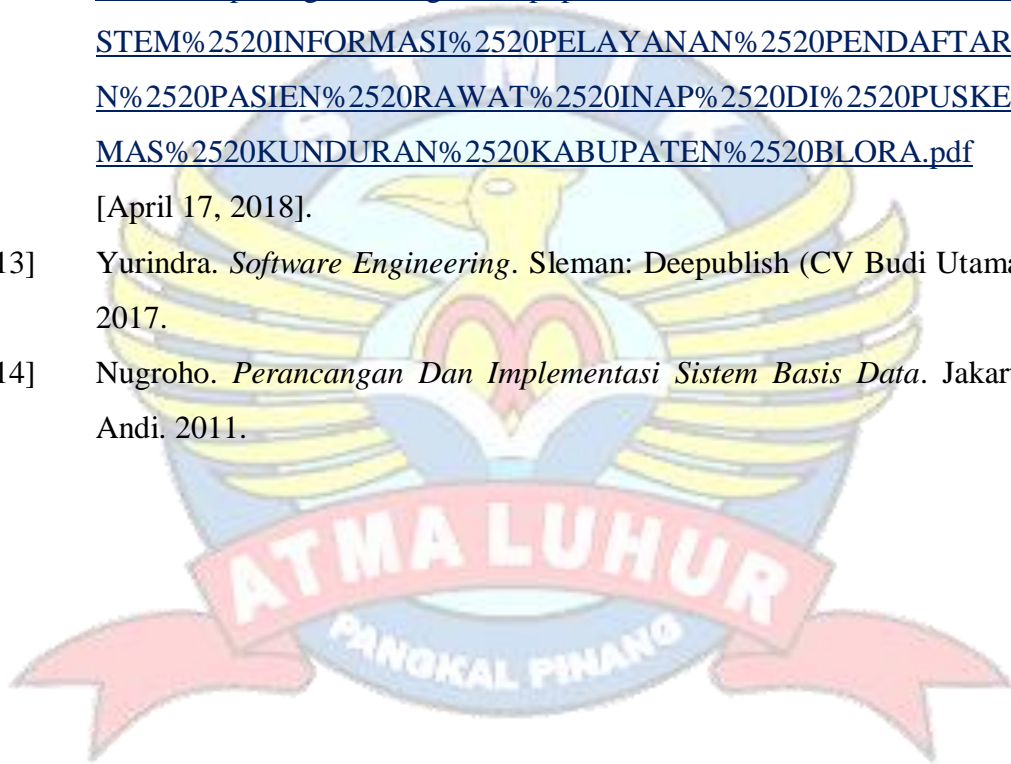 STEM%2520INFORMASI%2520PELAYANAN%2520PENDAFTAR
N%2520PASIEN%2520RAWAT%2520INAP%2520DI%2520PUSKE
MAS%2520KUNDURAN%2520KABUPATEN%2520BLORA.pdf
[April 17, 2018].
13] Yurindra. Software Engineering. Sleman: Deepublish (CV Budi Utama
2017.
14] Nugroho. Perancangan Dan Implementasi Sistem Basis Data. Jakar
Andi. 2011.
STMIK
ATMA LUHUR
PANGKAL PINANG